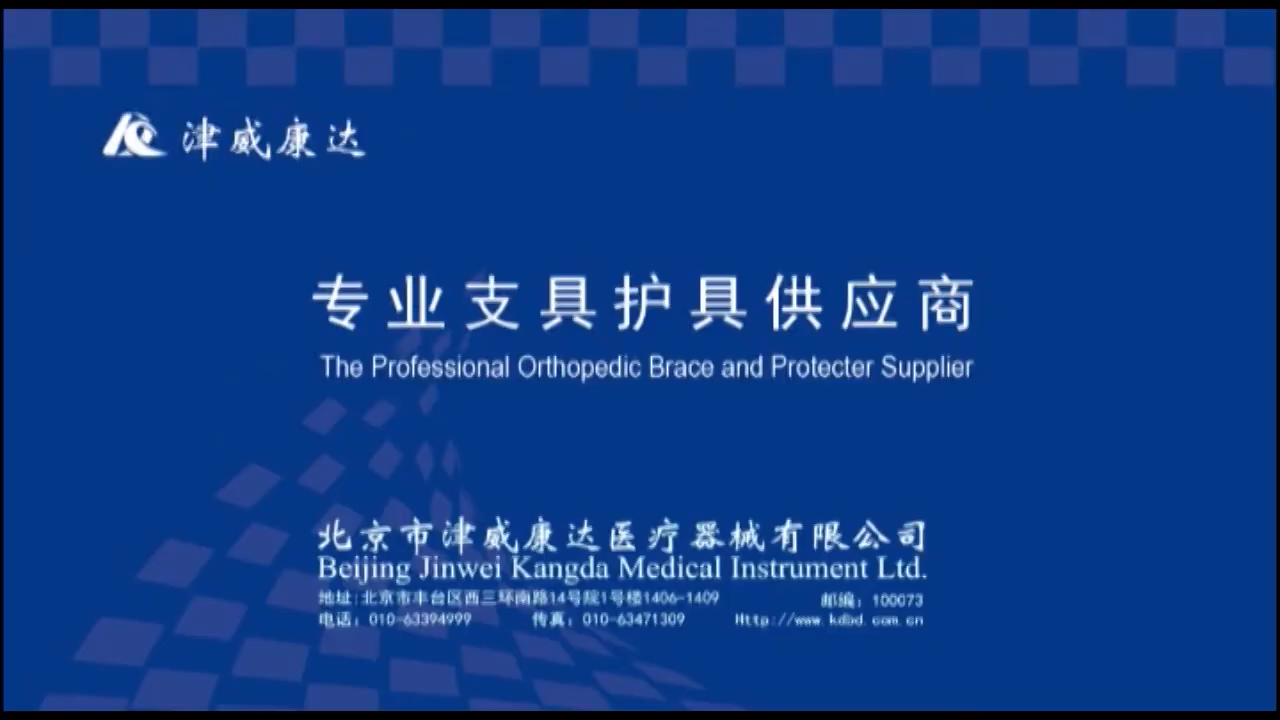 津威康达
专业支具护具供应商
The Professional Orthopedic Brace and Protecter Supplier
北京市津威康达医疗器械有限公司
Beijing Jinwei Kangda Medical Instrument Ltd.
地址:北京市丰台区西三环南路14号院1号楼1406-1409 邮编: 100073
电话: 010-63394999 传真: 010-63471309 Http://www.kdbd.com.cn